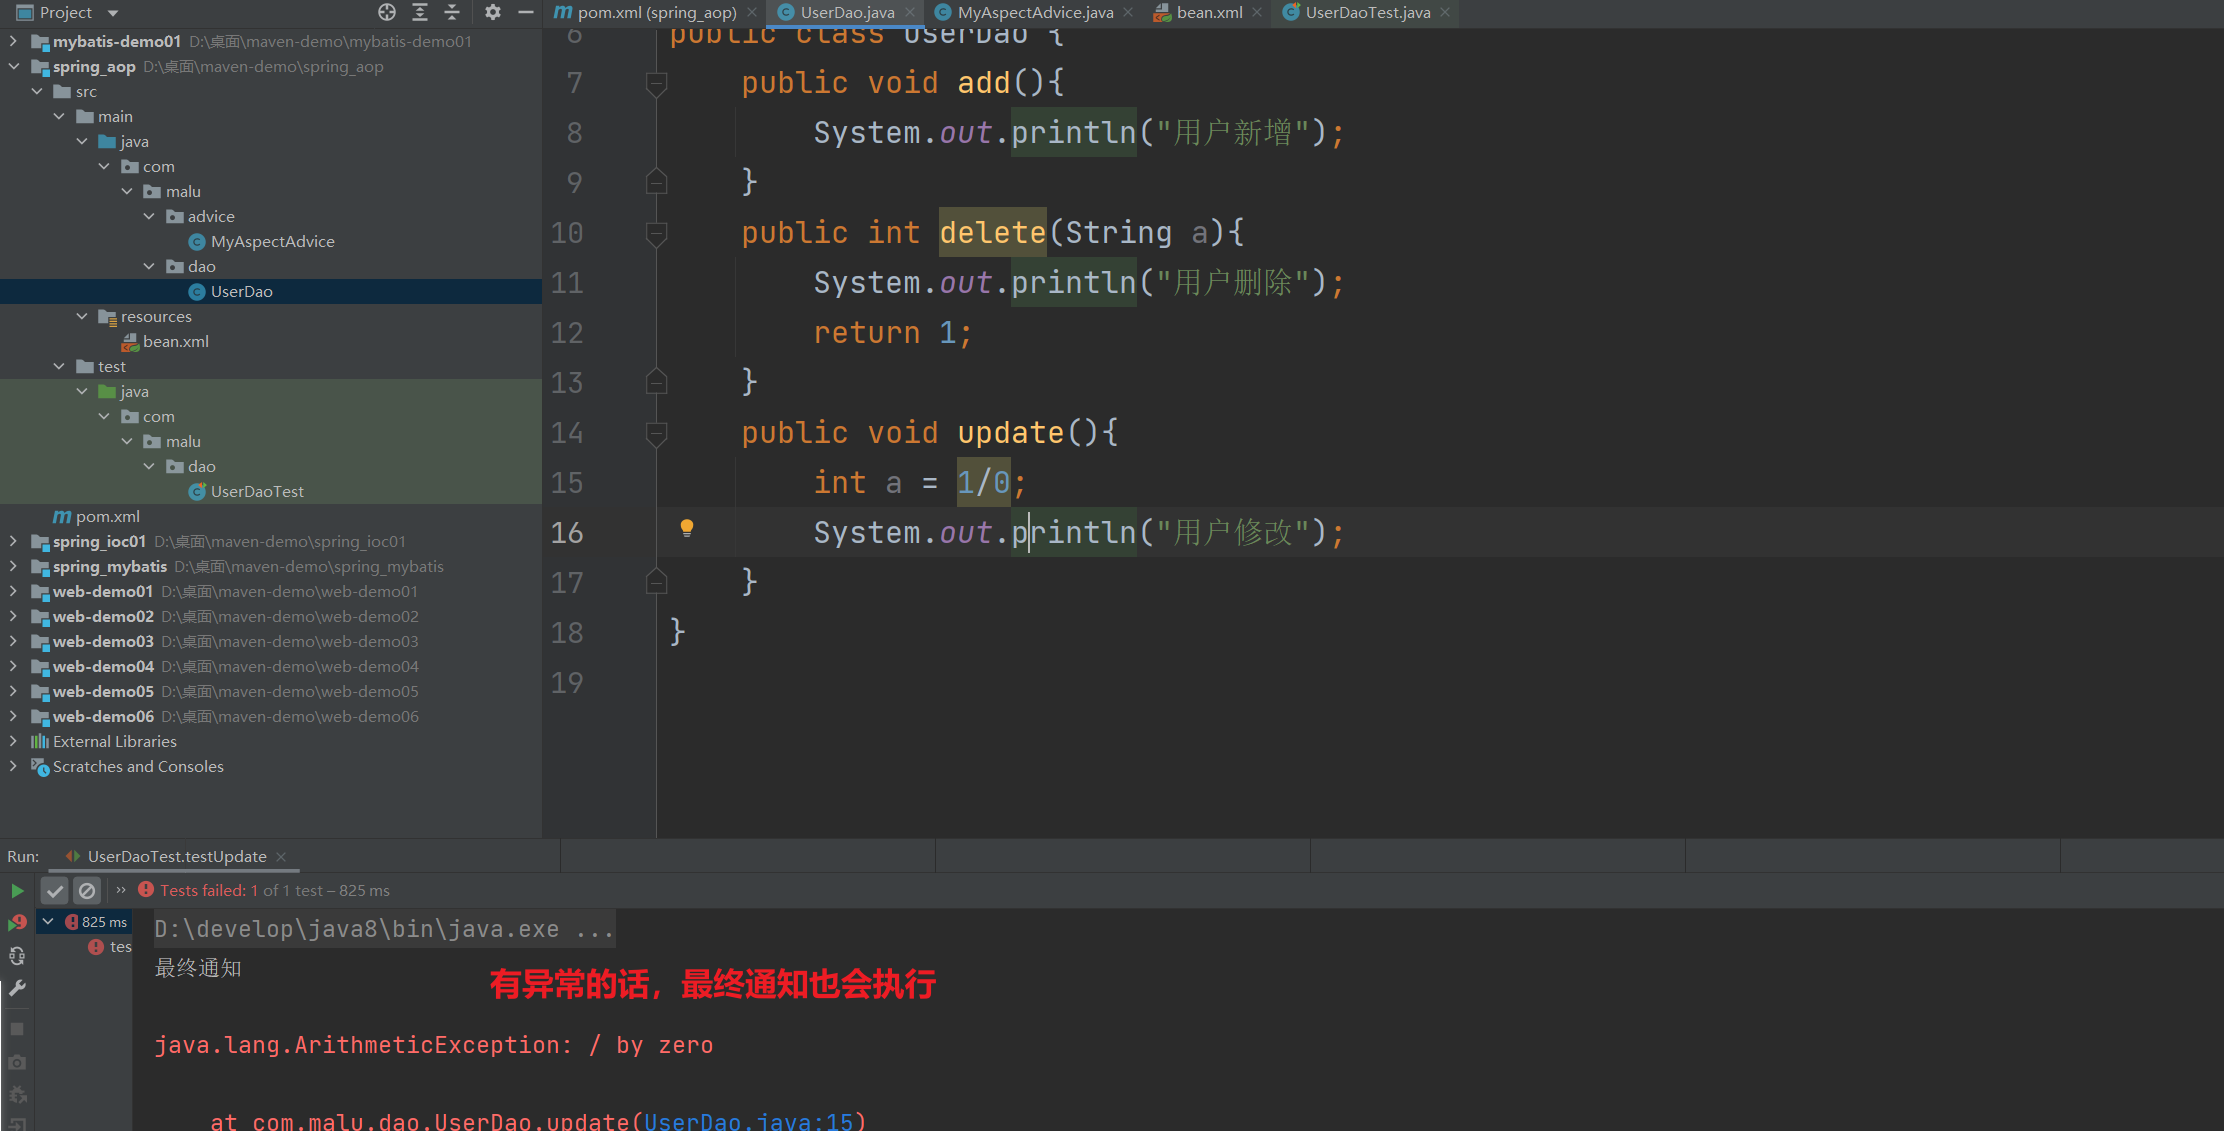 Project
mybatis-demo01 D:\桌面\maven-demo\mybatis-demo01
spring_aop D:\桌面\maven-demo\spring_aop
src
main
java
com
malu
advice
MyAspectAdvice
dao
UserDao
resources
bean.xml
test
java
com
malu
dao
UserDaoTest
pom.xml
spring_ioc01 D:\桌面\maven-demo\spring_ioc01
spring_mybatis D:\桌面\maven-demo\spring_mybatis
web-demo01 D:\桌面\maven-demo\web-demo01
web-demo02 D:\桌面\maven-demo\web-demo02
web-demo03 D:\桌面\maven-demo\web-demo03
web-demo04 D:\桌面\maven-demo\web-demo04
web-demo05 D:\桌面\maven-demo\web-demo05
web-demo06 D:\桌面\maven-demo\web-demo06
External Libraries
Scratches and Consoles
pom.xml (spring_aop) UserDao.java MyAspectAdvice.java bean.xml UserDaoTest.java
6 public class UserDao {
7 public void add(){
8 System.out.println("用户新增");
9 }
10 public int delete(String a){
11 System.out.println("用户删除");
12 return 1;
13 }
14 public void update(){
15 int a = 1/0;
16 System.out.println("用户修改");
17 }
18 }
19
Run: UserDaoTest.testUpdate
Tests failed: 1 of 1 test – 825 ms
825 ms
tes
D:\develop\java8\bin\java.exe ...
最终通知
有异常的话，最终通知也会执行
java.lang.ArithmeticException: / by zero
at com.malu.dao.UserDao.update(UserDao.java:15)